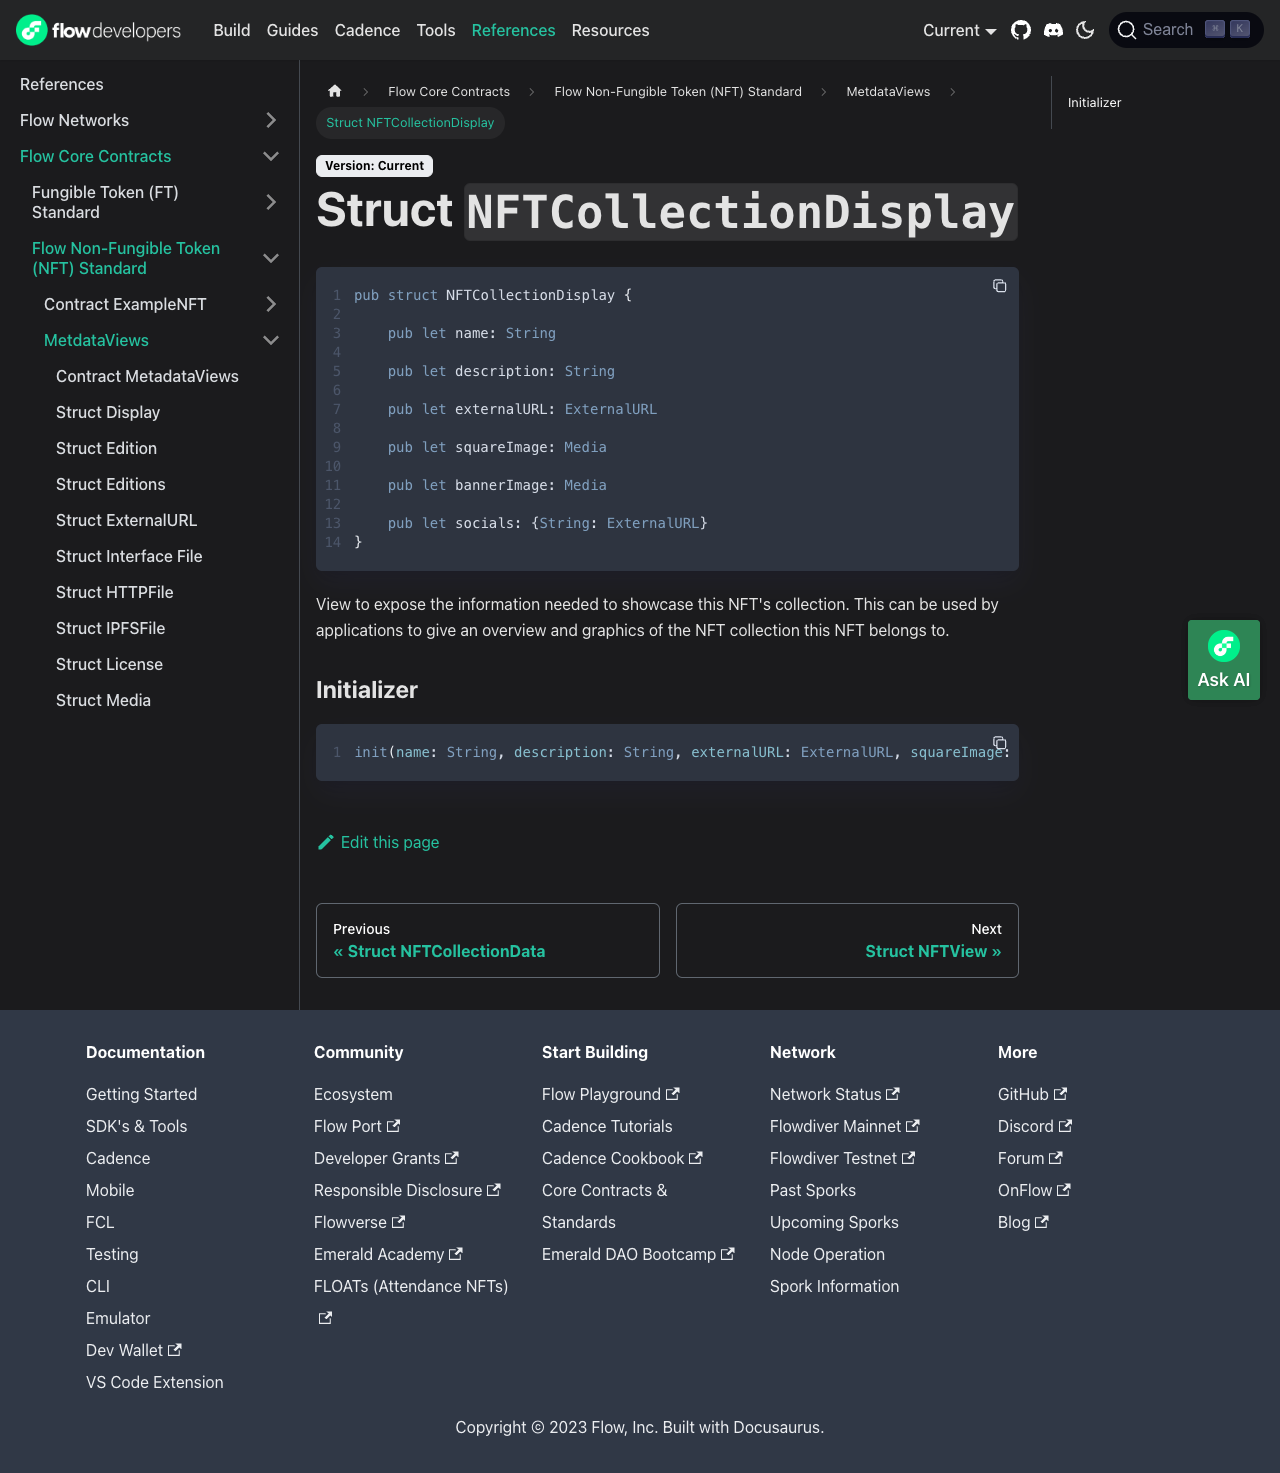 flowdevelopers Build Guides Cadence Tools References Resources Current Search ⌘ K
References
Flow Networks
Flow Core Contracts
Fungible Token (FT)
Standard
Flow Non-Fungible Token
(NFT) Standard
Contract ExampleNFT
MetdataViews
Contract MetadataViews
Struct Display
Struct Edition
Struct Editions
Struct ExternalURL
Struct Interface File
Struct HTTPFile
Struct IPFSFile
Struct License
Struct Media
Flow Core Contracts Flow Non-Fungible Token (NFT) Standard MetdataViews
Struct NFTCollectionDisplay
Version: Current
Struct NFTCollectionDisplay
1 pub struct NFTCollectionDisplay {
2
3 pub let name: String
4
5 pub let description: String
6
7 pub let externalURL: ExternalURL
8
9 pub let squareImage: Media
10
11 pub let bannerImage: Media
12
13 pub let socials: {String: ExternalURL}
14 }
View to expose the information needed to showcase this NFT's collection. This can be used by
applications to give an overview and graphics of the NFT collection this NFT belongs to.
Initializer
1 init(name: String, description: String, externalURL: ExternalURL, squareImage:
Edit this page
Previous
« Struct NFTCollectionData
Next
Struct NFTView »
Initializer
Ask AI
Documentation
Getting Started
SDK's & Tools
Cadence
Mobile
FCL
Testing
CLI
Emulator
Dev Wallet
VS Code Extension
Community
Ecosystem
Flow Port
Developer Grants
Responsible Disclosure
Flowverse
Emerald Academy
FLOATs (Attendance NFTs)
Start Building
Flow Playground
Cadence Tutorials
Cadence Cookbook
Core Contracts &
Standards
Emerald DAO Bootcamp
Network
Network Status
Flowdiver Mainnet
Flowdiver Testnet
Past Sporks
Upcoming Sporks
Node Operation
Spork Information
More
GitHub
Discord
Forum
OnFlow
Blog
Copyright © 2023 Flow, Inc. Built with Docusaurus.